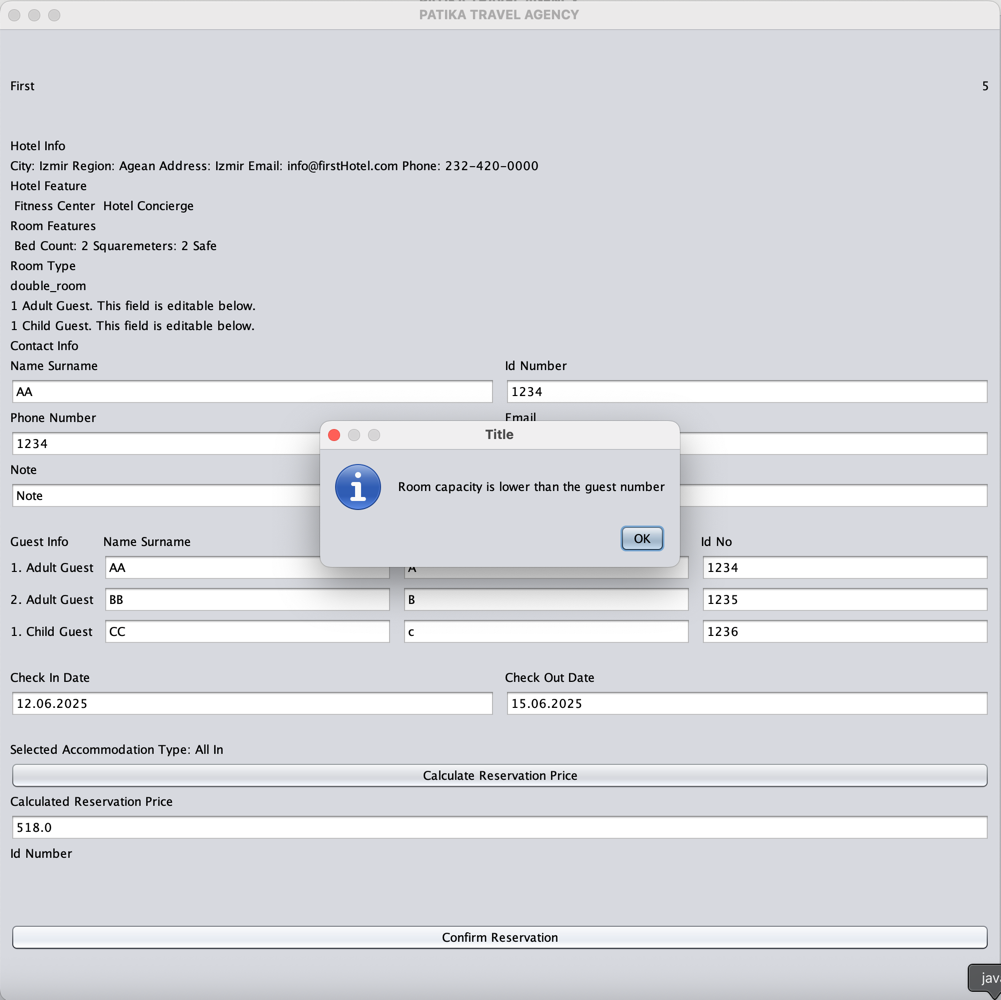 PATIKA TRAVEL AGENCY
First 5
Hotel Info
City: Izmir Region: Agean Address: Izmir Email: info@firstHotel.com Phone: 232-420-0000
Hotel Feature
Fitness Center Hotel Concierge
Room Features
Bed Count: 2 Squaremeters: 2 Safe
Room Type
double_room
1 Adult Guest. This field is editable below.
1 Child Guest. This field is editable below.
Contact Info
Name Surname Id Number
AA 1234
Phone Number Email
1234
Note
Note
Title
Room capacity is lower than the guest number
OK
Guest Info Name Surname Id No
1. Adult Guest AA A 1234
2. Adult Guest BB B 1235
1. Child Guest CC c 1236
Check In Date Check Out Date
12.06.2025 15.06.2025
Selected Accommodation Type: All In
Calculate Reservation Price
Calculated Reservation Price
518.0
Id Number
Confirm Reservation
jav